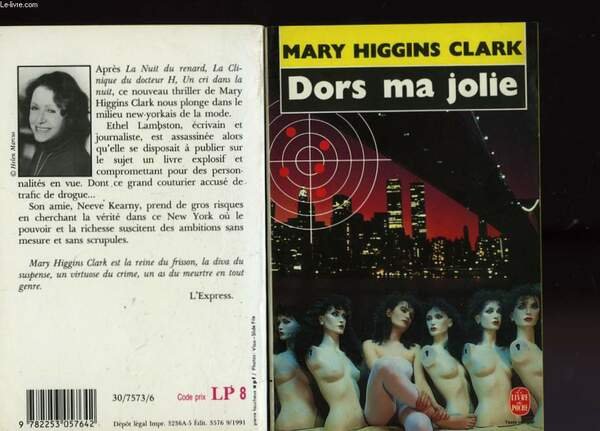 Le-livre.com
Après La Nuit du renard, La Cli-
nique du docteur H, Un cri dans la
nuit, ce nouveau thriller de Mary
Higgins Clark nous plonge dans le
milieu new-yorkais de la mode.
Ethel Lambston, écrivain et
journaliste, est assassinée alors
qu'elle se disposait à publier sur
le sujet un livre explosif et
compromettant pour des person-
nalités en vue. Dont ce grand couturier accusé de
trafic de drogue...
Son amie, Neeve Kearny, prend de gros risques
en cherchant la vérité dans ce New York où le
pouvoir et la richesse suscitent des ambitions sans
mesure et sans scrupules.
Mary Higgins Clark est la reine du frisson, la diva du
suspense, un virtuose du crime, un as du meurtre en tout
genre.
L'Express.
© Helen Marcus
30/7573/6
Code prix LP 8
9 782253 057642
Dépôt légal Impr. 3236A-5 Édit. 5576 9/1991
MARY HIGGINS CLARK
Dors ma jolie
LE LIVRE
DE POCHE